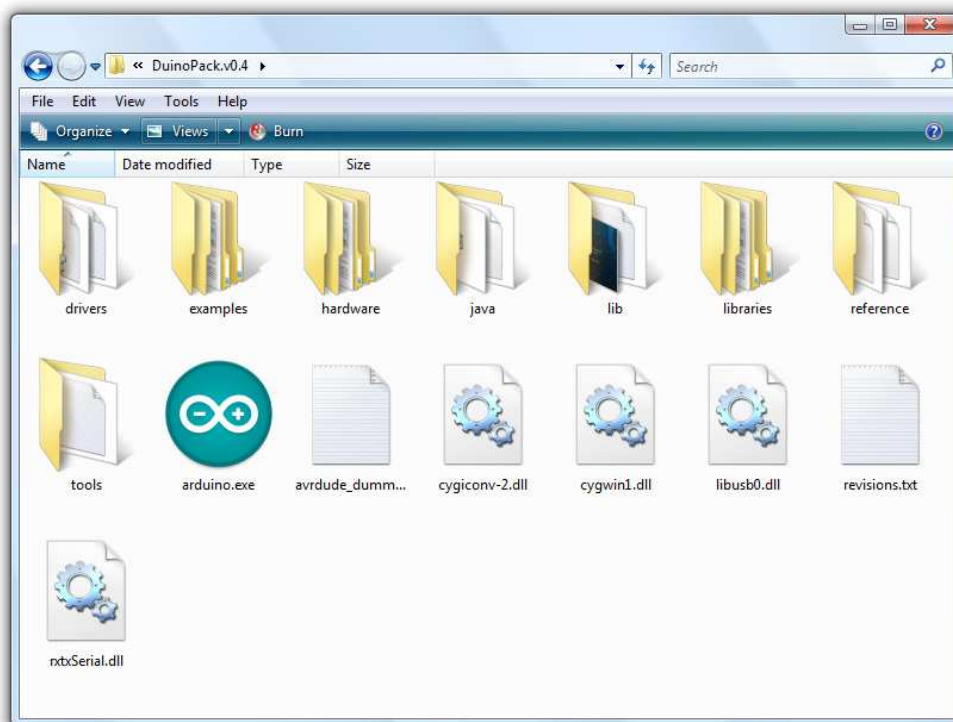 « DuinoPack.v0.4
Search
File Edit View Tools Help
Organize Views Burn
Name Date modified Type Size
drivers examples hardware java lib libraries reference
tools arduino.exe avrdude_dumm... cygiconv-2.dll cygwin1.dll libusb0.dll revisions.txt
rxtxSerial.dll